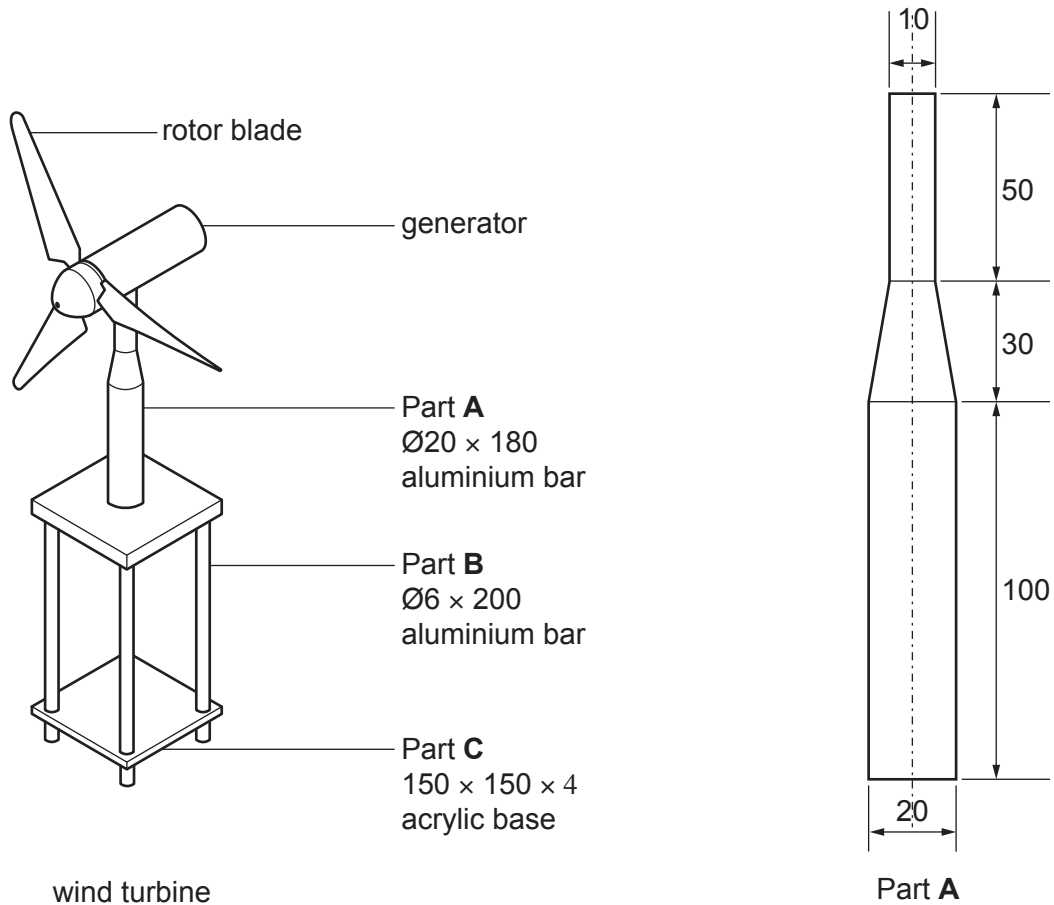 rotor blade
generator
Part A
Ø20 × 180
aluminium bar
Part B
Ø6 × 200
aluminium bar
Part C
150 × 150 × 4
acrylic base
wind turbine
10
50
30
100
20
Part A